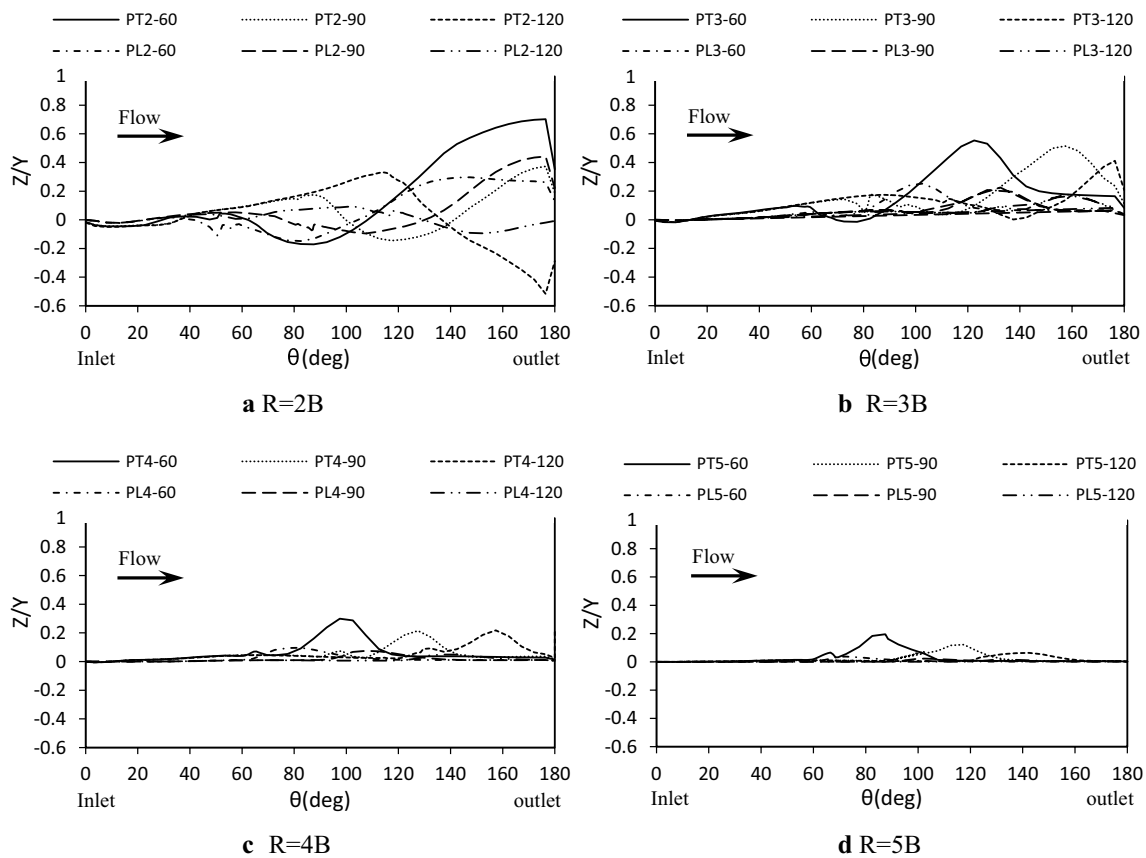 PT2-60 PT2-90 PT2-120
PL2-60 PL2-90 PL2-120
1
0.8
0.6
0.4
0.2
0
-0.2
-0.4
-0.6
Z/Y
Flow
0 20 40 60 80 100 120 140 160 180
Inlet θ(deg) outlet
a R=2B
PT3-60 PT3-90 PT3-120
PL3-60 PL3-90 PL3-120
1
0.8
0.6
0.4
0.2
0
-0.2
-0.4
-0.6
Z/Y
Flow
0 20 40 60 80 100 120 140 160 180
Inlet θ(deg) outlet
b R=3B
PT4-60 PT4-90 PT4-120
PL4-60 PL4-90 PL4-120
1
0.8
0.6
0.4
0.2
0
-0.2
-0.4
-0.6
Z/Y
Flow
0 20 40 60 80 100 120 140 160 180
Inlet θ(deg) outlet
c R=4B
PT5-60 PT5-90 PT5-120
PL5-60 PL5-90 PL5-120
1
0.8
0.6
0.4
0.2
0
-0.2
-0.4
-0.6
Z/Y
Flow
0 20 40 60 80 100 120 140 160 180
Inlet θ(deg) outlet
d R=5B